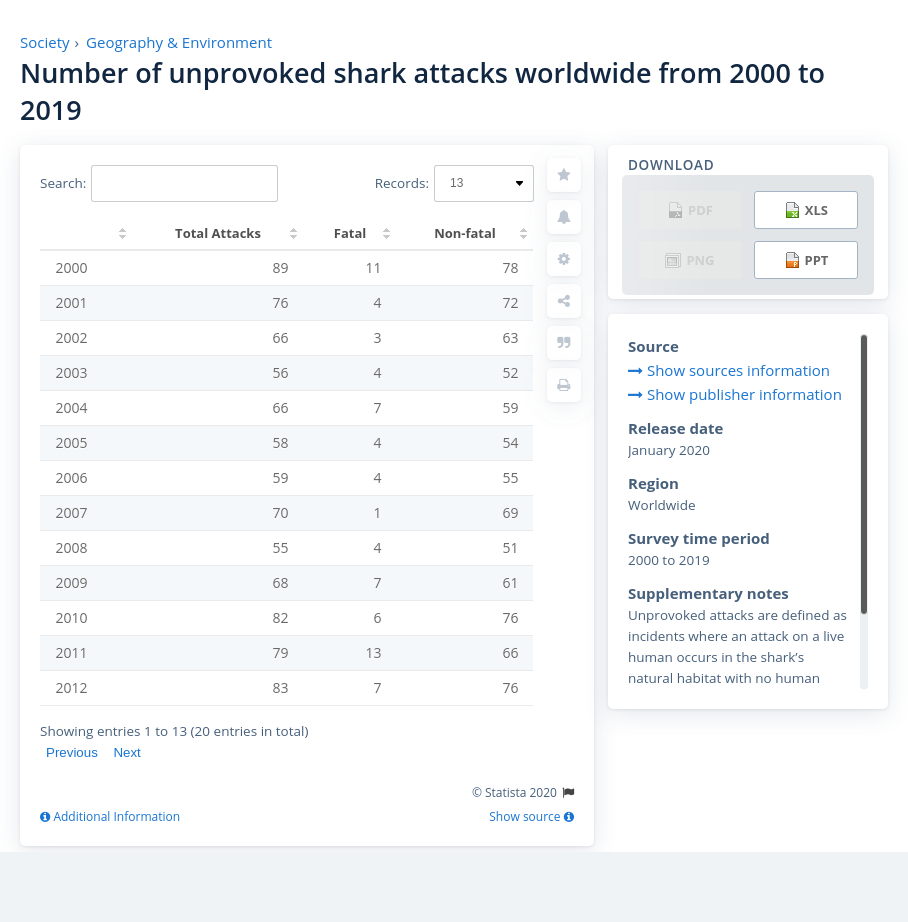 Society › Geography & Environment
Number of unprovoked shark attacks worldwide from 2000 to
2019
Search:
Records: 13
Total Attacks Fatal Non-fatal
2000 89 11 78
2001 76 4 72
2002 66 3 63
2003 56 4 52
2004 66 7 59
2005 58 4 54
2006 59 4 55
2007 70 1 69
2008 55 4 51
2009 68 7 61
2010 82 6 76
2011 79 13 66
2012 83 7 76
Showing entries 1 to 13 (20 entries in total)
Previous Next
© Statista 2020
Additional Information
Show source
DOWNLOAD
PDF XLS
PNG PPT
Source
Show sources information
Show publisher information
Release date
January 2020
Region
Worldwide
Survey time period
2000 to 2019
Supplementary notes
Unprovoked attacks are defined as
incidents where an attack on a live
human occurs in the shark’s
natural habitat with no human